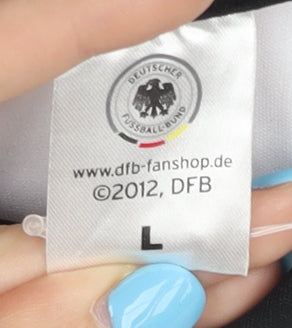 DEUTSCHER
FUSSBALL-BUND
www.dfb-fanshop.de
©2012, DFB
L